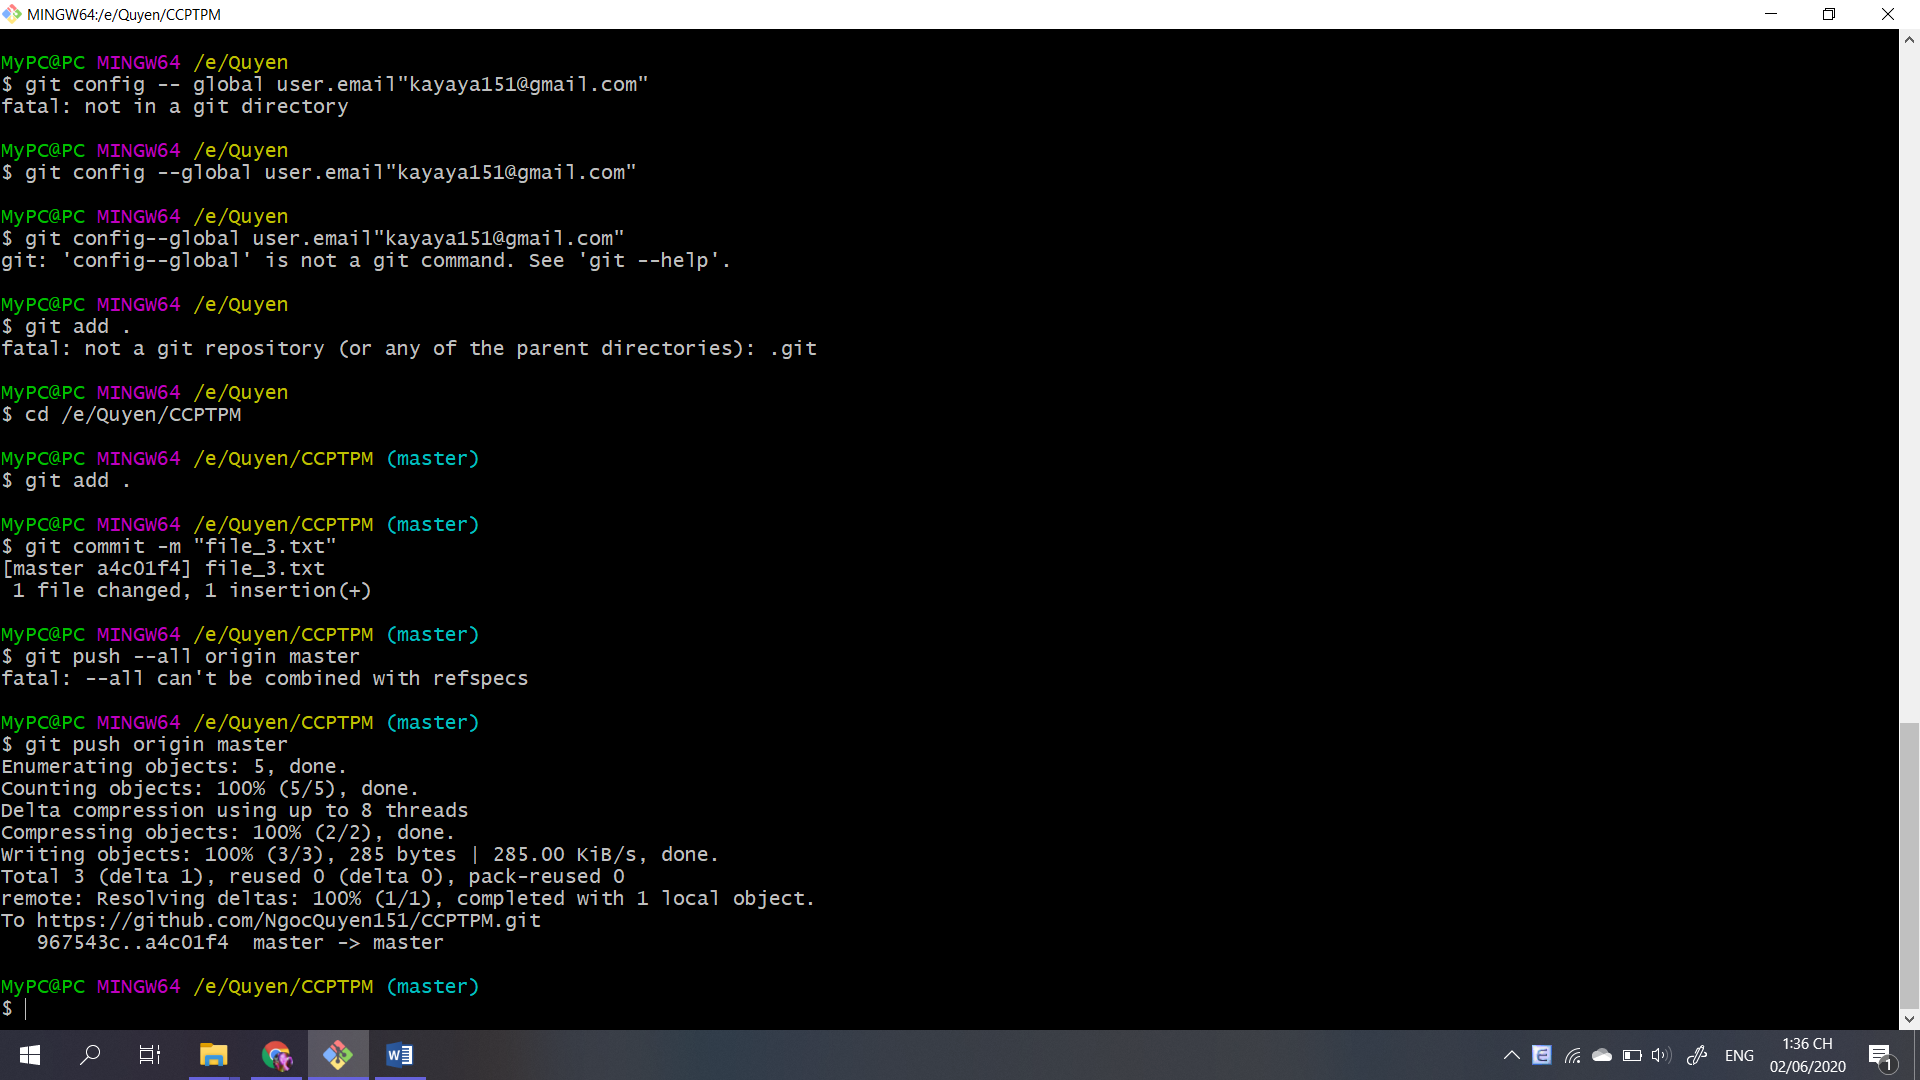 MINGW64:/e/Quyen/CCPTPM
MyPC@PC MINGW64 /e/Quyen
$ git config -- global user.email"kayaya151@gmail.com"
fatal: not in a git directory
MyPC@PC MINGW64 /e/Quyen
$ git config --global user.email"kayaya151@gmail.com"
MyPC@PC MINGW64 /e/Quyen
$ git config--global user.email"kayaya151@gmail.com"
git: 'config--global' is not a git command. See 'git --help'.
MyPC@PC MINGW64 /e/Quyen
$ git add .
fatal: not a git repository (or any of the parent directories): .git
MyPC@PC MINGW64 /e/Quyen
$ cd /e/Quyen/CCPTPM
MyPC@PC MINGW64 /e/Quyen/CCPTPM (master)
$ git add .
MyPC@PC MINGW64 /e/Quyen/CCPTPM (master)
$ git commit -m "file_3.txt"
[master a4c01f4] file_3.txt
 1 file changed, 1 insertion(+)
MyPC@PC MINGW64 /e/Quyen/CCPTPM (master)
$ git push --all origin master
fatal: --all can't be combined with refspecs
MyPC@PC MINGW64 /e/Quyen/CCPTPM (master)
$ git push origin master
Enumerating objects: 5, done.
Counting objects: 100% (5/5), done.
Delta compression using up to 8 threads
Compressing objects: 100% (2/2), done.
Writing objects: 100% (3/3), 285 bytes | 285.00 KiB/s, done.
Total 3 (delta 1), reused 0 (delta 0), pack-reused 0
remote: Resolving deltas: 100% (1/1), completed with 1 local object.
To https://github.com/NgocQuyen151/CCPTPM.git
   967543c..a4c01f4  master -> master
MyPC@PC MINGW64 /e/Quyen/CCPTPM (master)
$
ENG
1:36 CH
02/06/2020
1